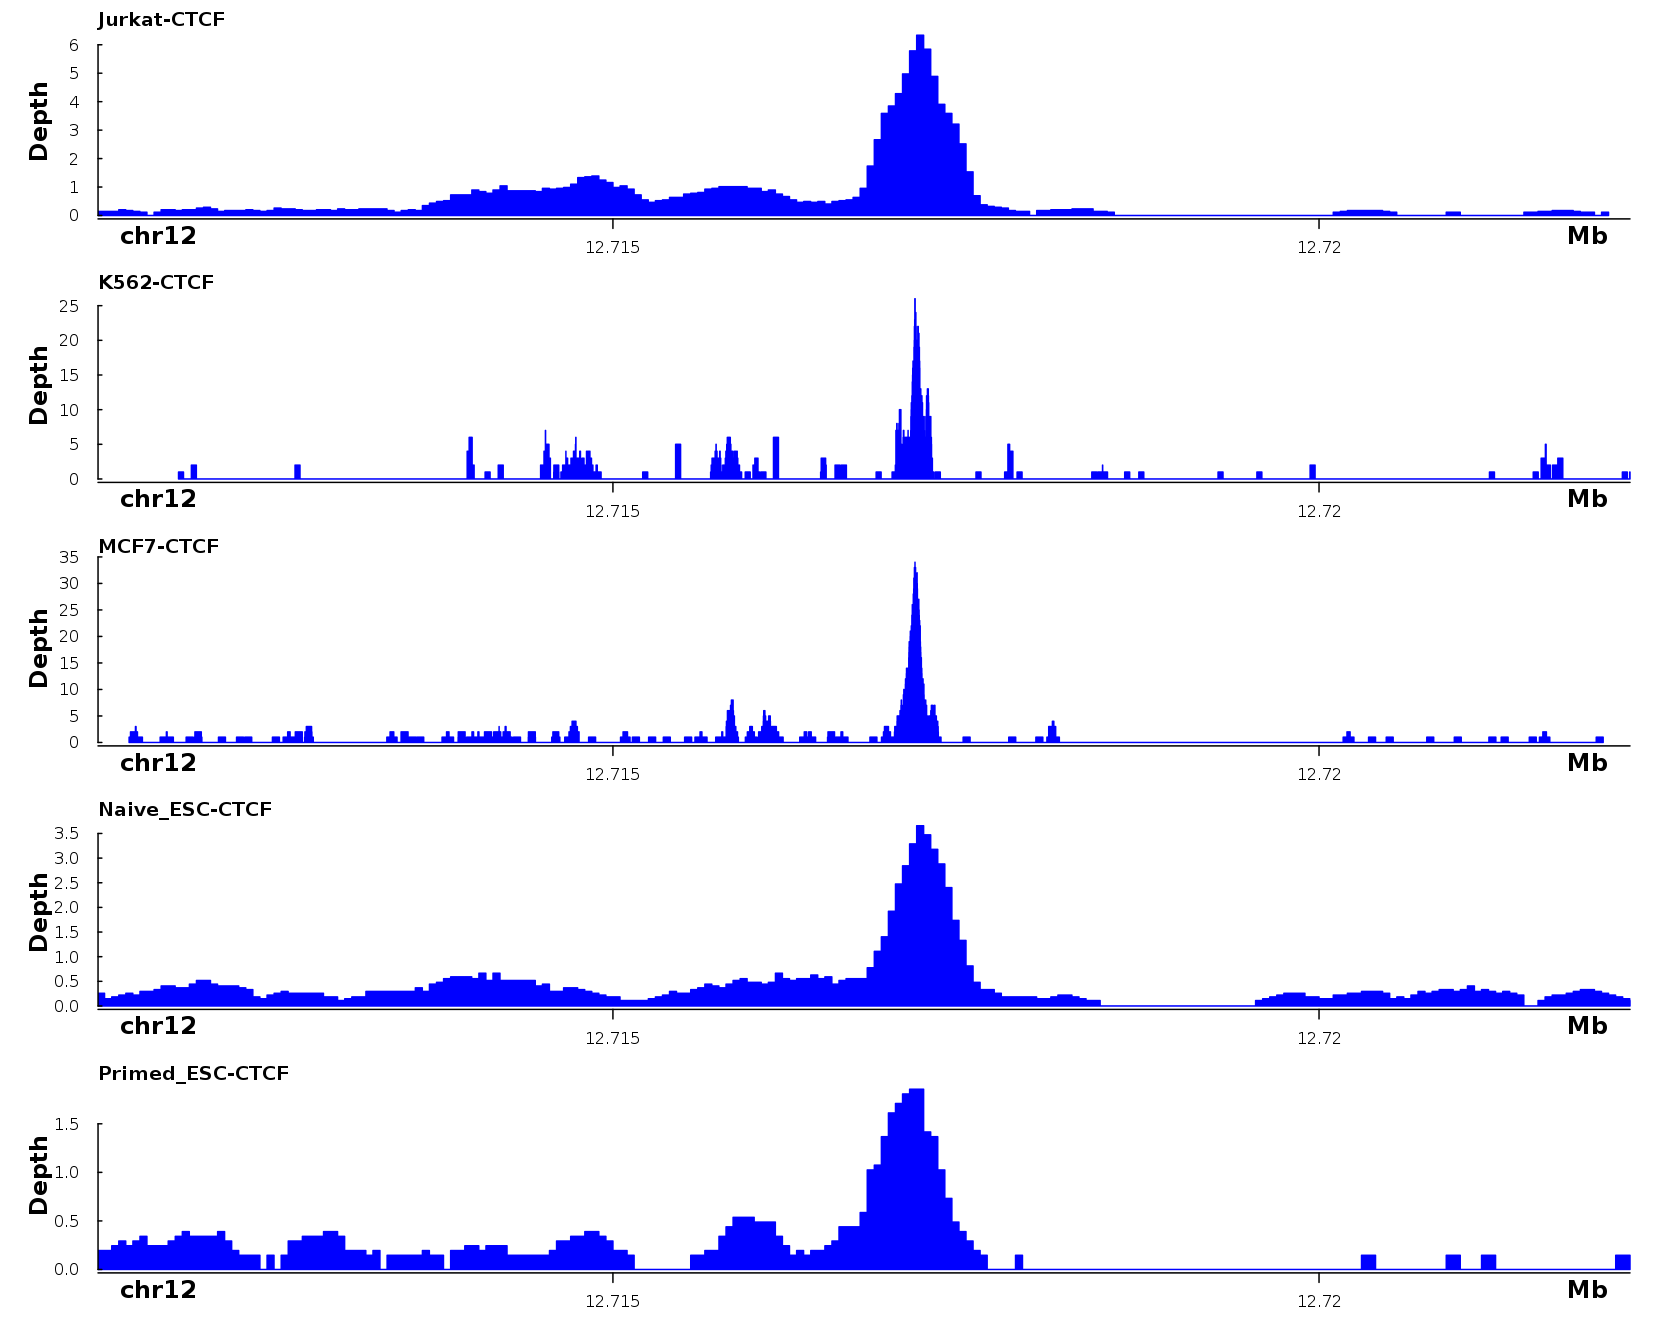 Jurkat-CTCF
6
5
4
3
2
1
0
Depth
chr12
12.715
12.72
Mb
K562-CTCF
25
20
15
10
5
0
Depth
chr12
12.715
12.72
Mb
MCF7-CTCF
35
30
25
20
15
10
5
0
Depth
chr12
12.715
12.72
Mb
Naive_ESC-CTCF
3.5
3.0
2.5
2.0
1.5
1.0
0.5
0.0
Depth
chr12
12.715
12.72
Mb
Primed_ESC-CTCF
1.5
1.0
0.5
0.0
Depth
chr12
12.715
12.72
Mb